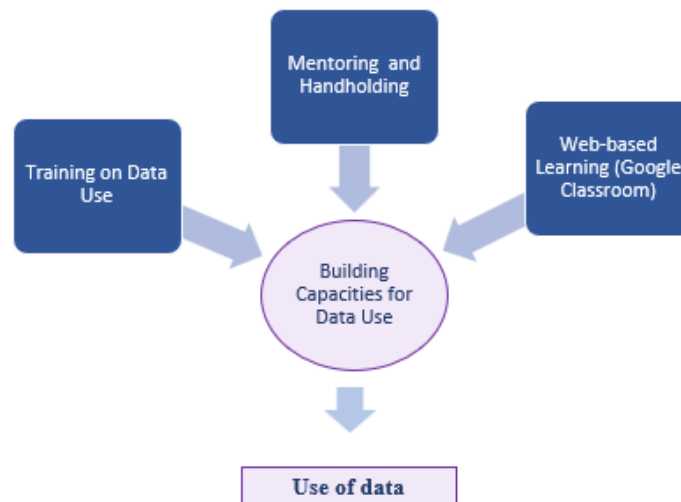 Mentoring and
Handholding
Training on Data
Use
Web-based
Learning (Google
Classroom)
Building
Capacities for
Data Use
Use of data